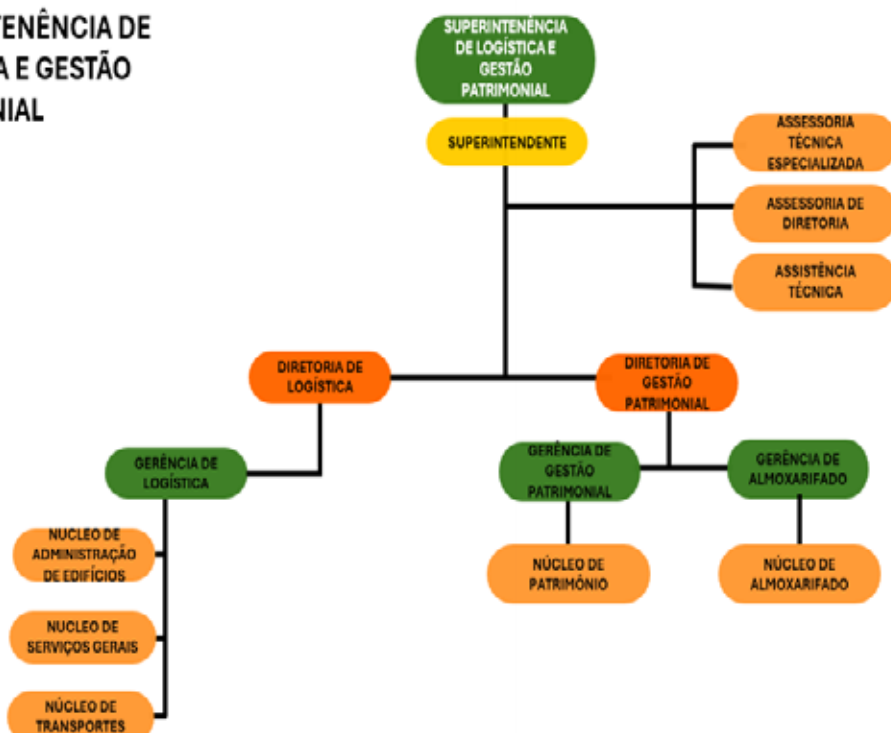 TENÊNCIA DE
A E GESTÃO
NIAL
SUPERINTENÊNCIA
DE LOGÍSTICA E
GESTÃO
PATRIMONIAL
SUPERINTENDENTE
ASSESSORIA
TÉCNICA
ESPECIALIZADA
ASSESSORIA DE
DIRETORIA
ASSISTÊNCIA
TÉCNICA
DIRETORIA DE
LOGÍSTICA
DIRETORIA DE
GESTÃO
PATRIMONIAL
GERÊNCIA DE
LOGÍSTICA
GERÊNCIA DE
GESTÃO
PATRIMONIAL
GERÊNCIA DE
ALMOXARIFADO
NUCLEO DE
ADMINISTRAÇÃO
DE EDIFÍCIOS
NÚCLEO DE
PATRIMÔNIO
NÚCLEO DE
ALMOXARIFADO
NUCLEO DE
SERVIÇOS GERAIS
NÚCLEO DE
TRANSPORTES